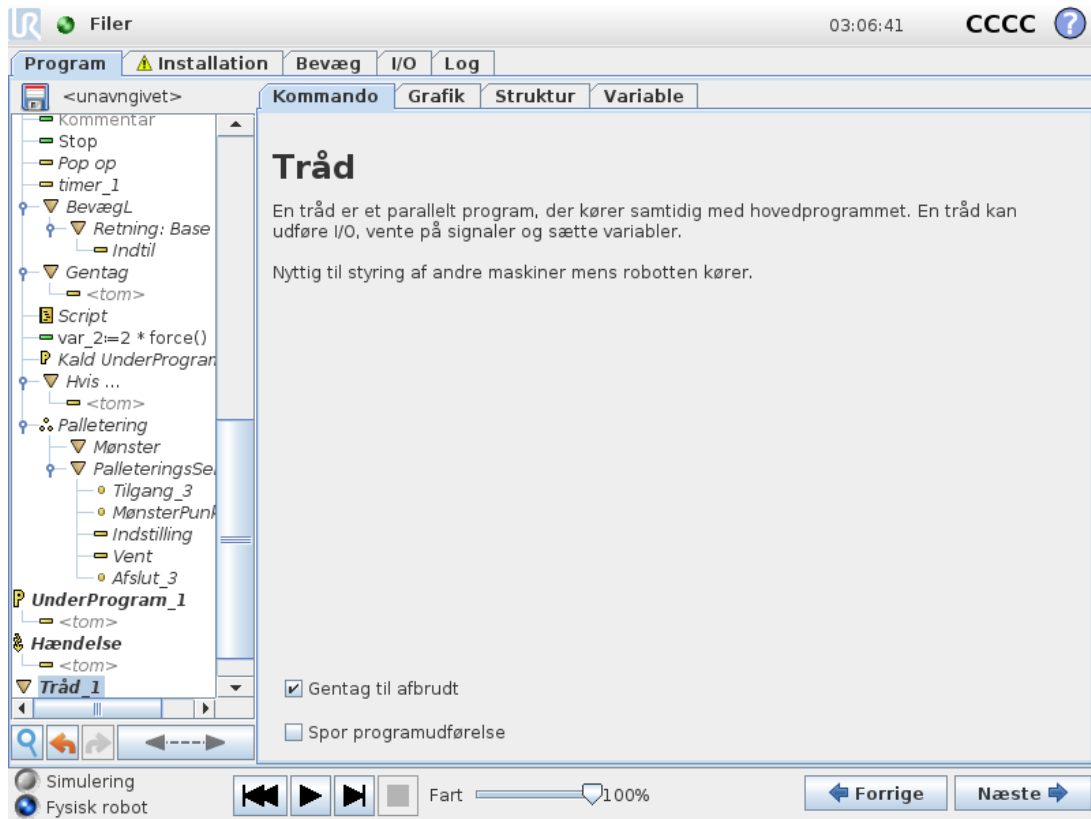 UR Filer 03:06:41 CCCC ?
Program Installation Bevæg I/O Log
<unavngivet>
Kommando Grafik Struktur Variable
Kommentar
Stop
Pop op
timer_1
BevægL
Retning: Base
Indtil
Gentag
<tom>
Script
var_2:=2 * force()
Kald UnderProgram
Hvis ...
<tom>
Palletering
Mønster
PalleteringsSe
Tilgang_3
MønsterPunk
Indstilling
Vent
Afslut_3
UnderProgram_1
<tom>
Hændelse
<tom>
Tråd_1
Tråd
En tråd er et parallelt program, der kører samtidig med hovedprogrammet. En tråd kan
udføre I/O, vente på signaler og sætte variabler.
Nyttig til styring af andre maskiner mens robotten kører.
Gentag til afbrudt
Spor programudførelse
Simulering
Fysisk robot
Fart 100%
Forrige Næste